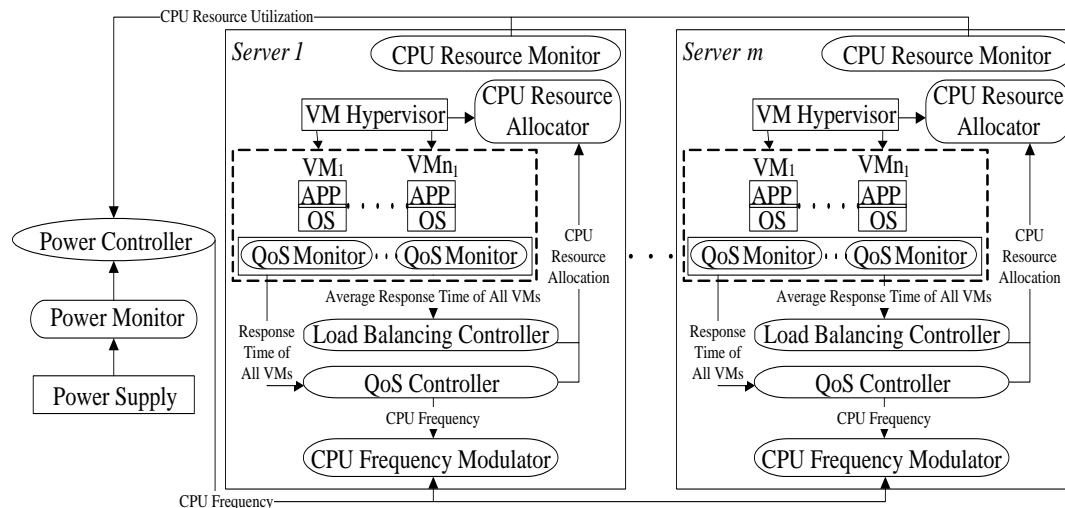 CPU Resource Utilization
Server 1
CPU Resource Monitor
CPU Resource
Allocator
VM Hypervisor
VM1
VMn1
APP
APP
OS
OS
QoS Monitor
QoS Monitor
CPU
Resource
Allocation
Average Response Time of All VMs
Response
Time of
All VMs
Load Balancing Controller
QoS Controller
CPU Frequency
CPU Frequency Modulator
Server m
CPU Resource Monitor
CPU Resource
Allocator
VM Hypervisor
VM1
VMn1
APP
APP
OS
OS
QoS Monitor
QoS Monitor
CPU
Resource
Allocation
Average Response Time of All VMs
Response
Time of
All VMs
Load Balancing Controller
QoS Controller
CPU Frequency
CPU Frequency Modulator
Power Controller
Power Monitor
Power Supply
CPU Frequency